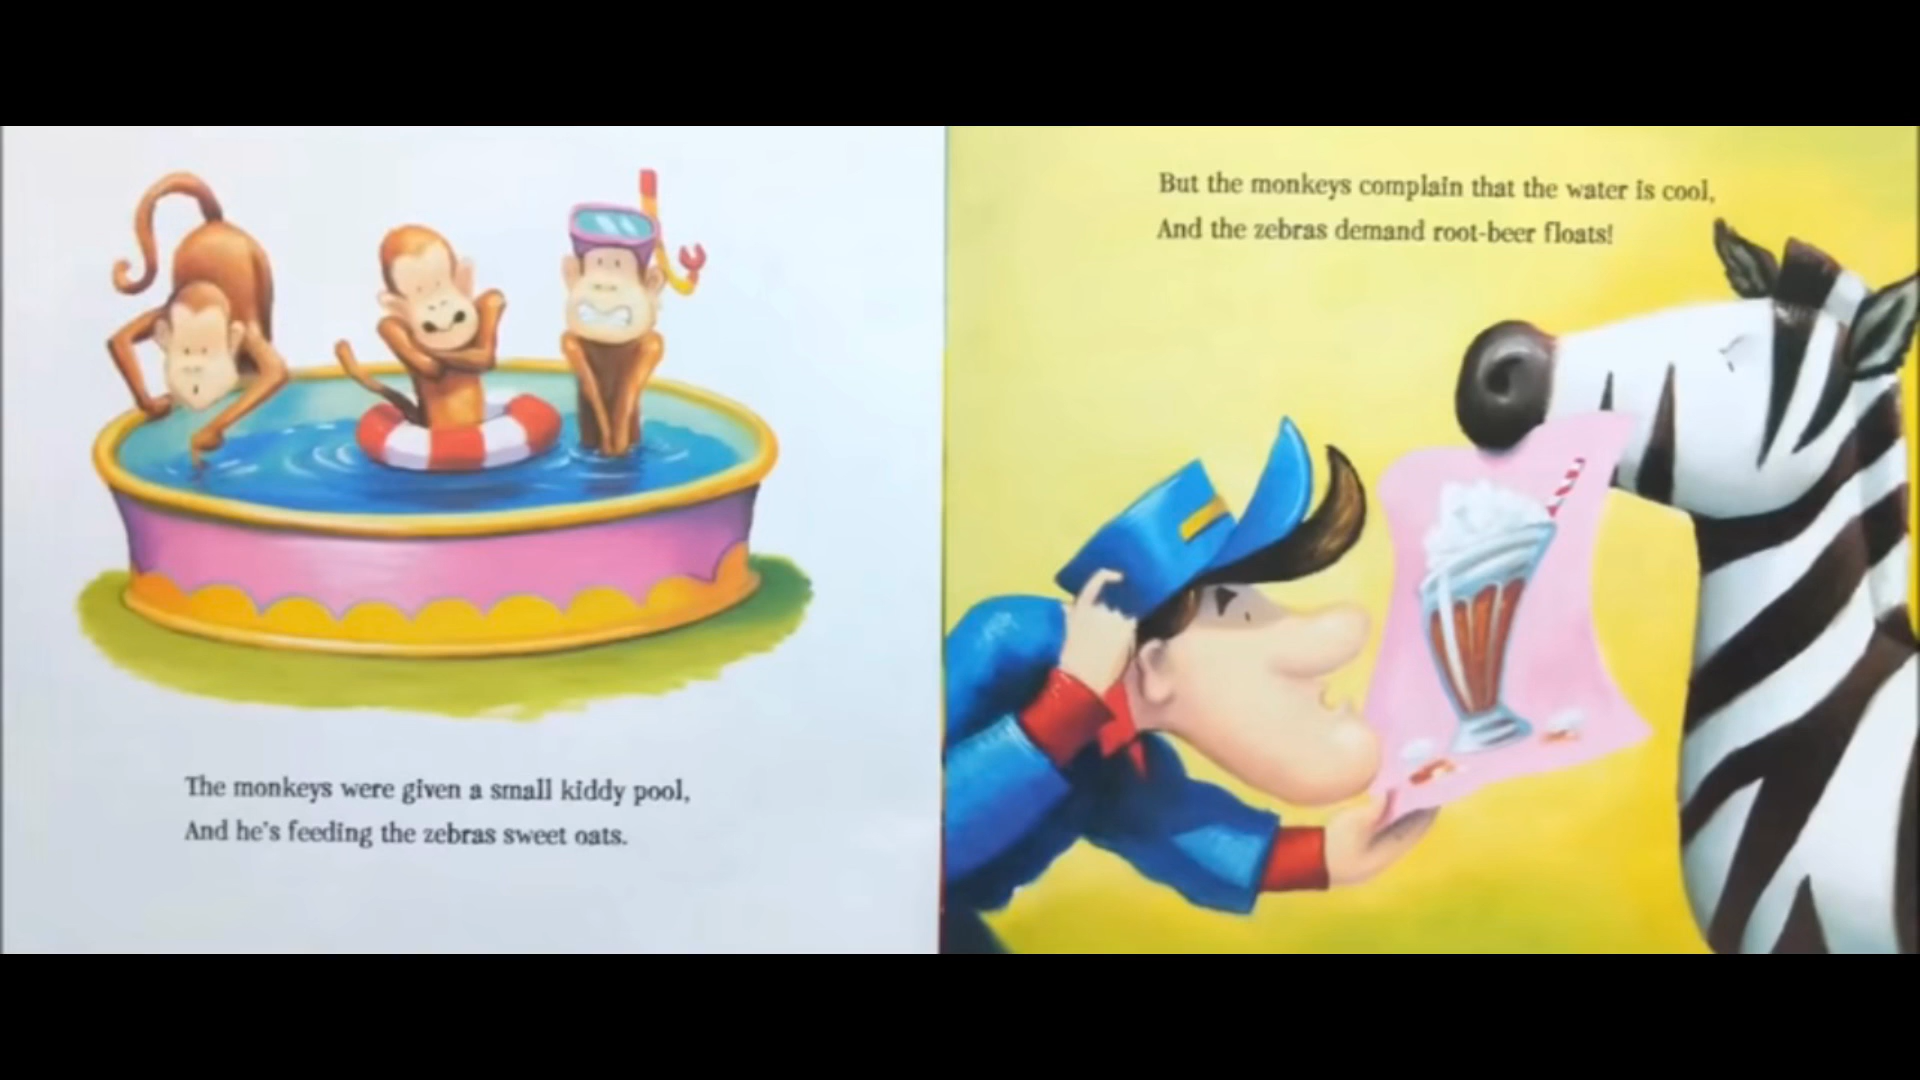 The monkeys were given a small kiddy pool,
And he's feeding the zebras sweet oats.
But the monkeys complain that the water is cool,
And the zebras demand root-beer floats!